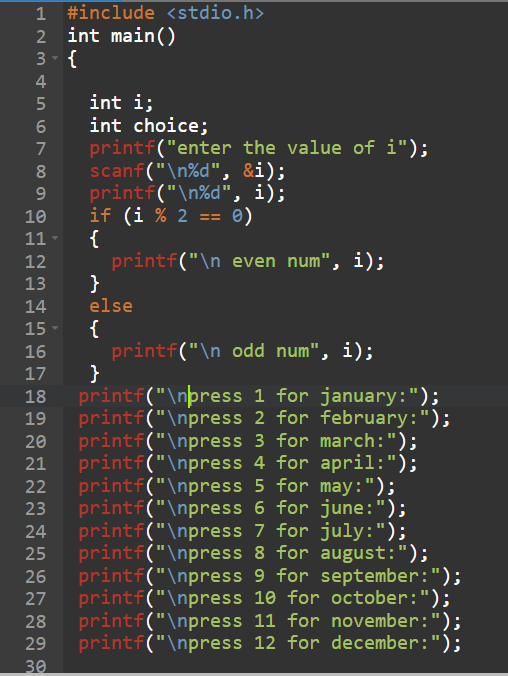 1 #include <stdio.h>
2 int main()
3 {
4
5 int i;
6 int choice;
7 printf("enter the value of i");
8 scanf("\n%d", &i);
9 printf("\n%d", i);
10 if (i % 2 == 0)
11 {
12 printf("\n even num", i);
13 }
14 else
15 {
16 printf("\n odd num", i);
17 }
18 printf("\npress 1 for january:");
19 printf("\npress 2 for february:");
20 printf("\npress 3 for march:");
21 printf("\npress 4 for april:");
22 printf("\npress 5 for may:");
23 printf("\npress 6 for june:");
24 printf("\npress 7 for july:");
25 printf("\npress 8 for august:");
26 printf("\npress 9 for september:");
27 printf("\npress 10 for october:");
28 printf("\npress 11 for november:");
29 printf("\npress 12 for december:");
30